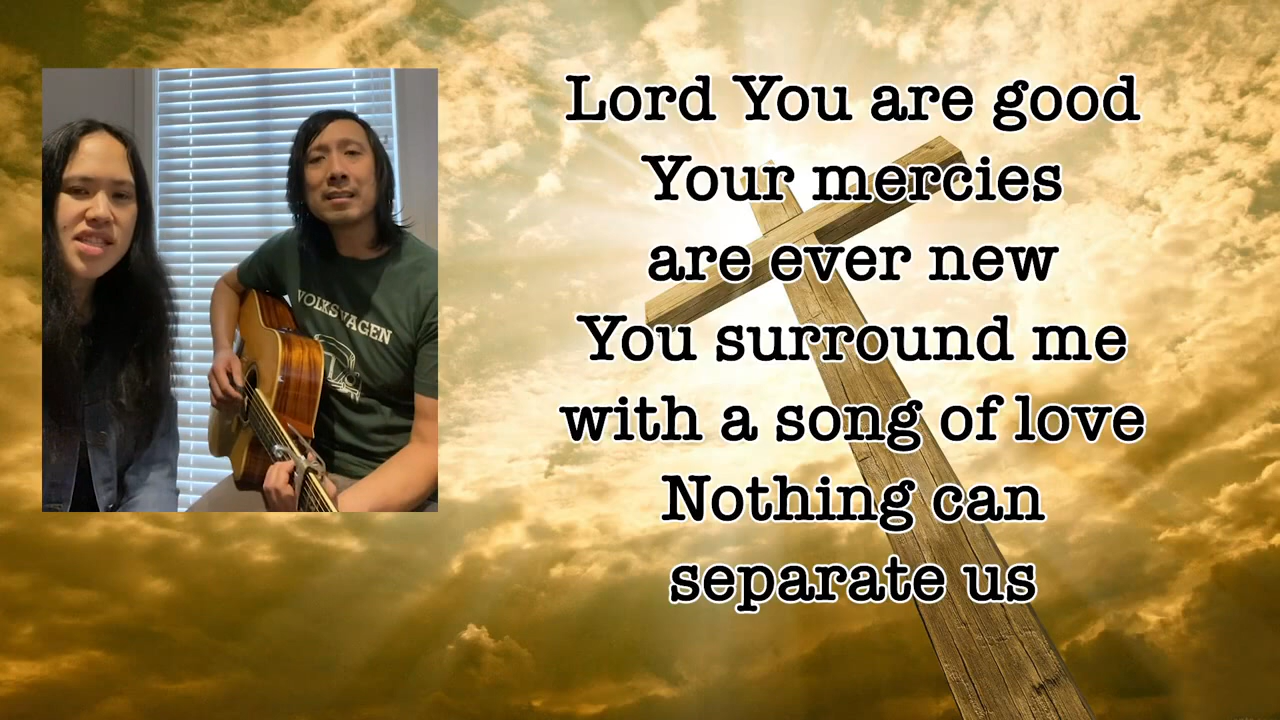 VOLKSWAGEN
Lord You are good
Your mercies
are ever new
You surround me
with a song of love
Nothing can
separate us